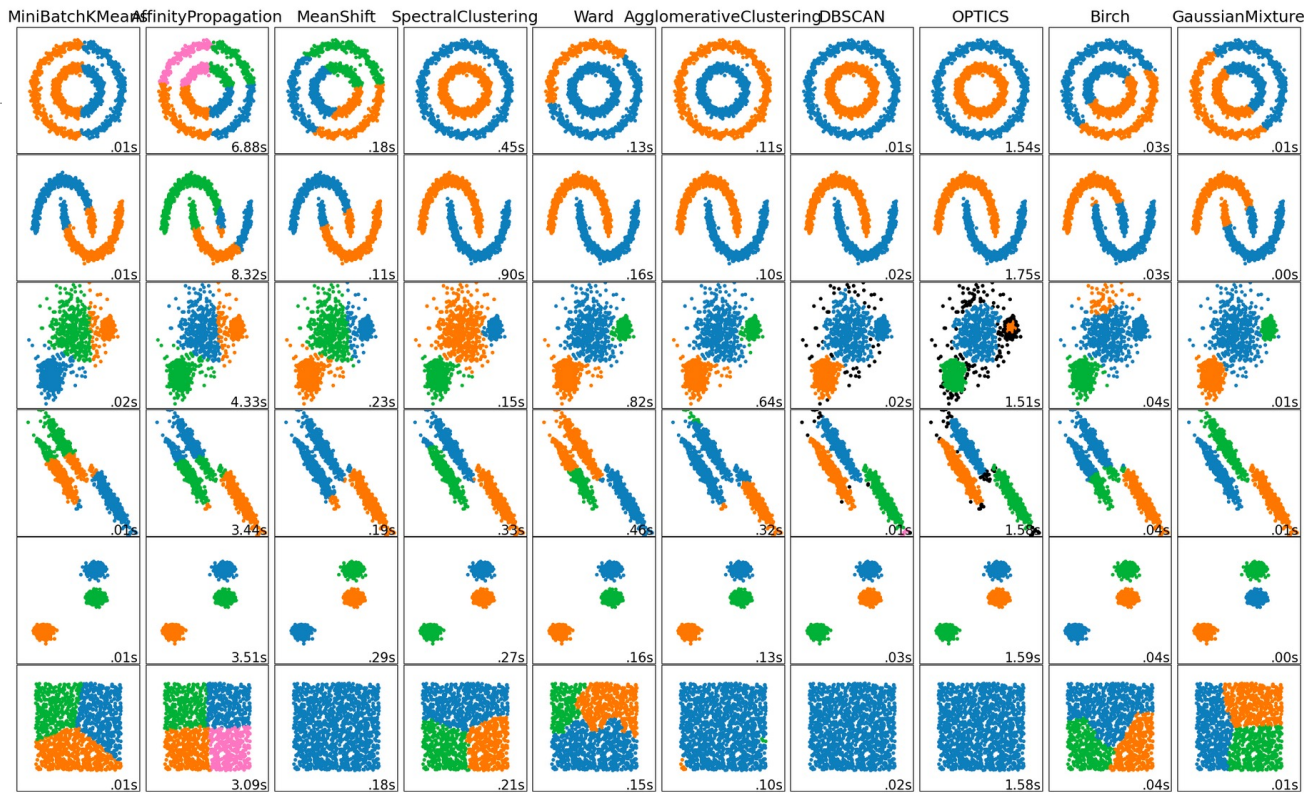 MiniBatchKMeans AffinityPropagation MeanShift SpectralClustering Ward AgglomerativeClustering DBSCAN OPTICS Birch GaussianMixture
.01s 6.88s .18s .45s .13s .11s .01s 1.54s .03s .01s
.01s 8.32s .11s .90s .16s .10s .02s 1.75s .03s .00s
.02s 4.33s .23s .15s .82s .64s .02s 1.51s .04s .01s
.01s 3.44s .19s .33s .46s .32s .01s 1.58s .04s .01s
.01s 3.51s .29s .27s .16s .13s .03s 1.59s .04s .00s
.01s 3.09s .18s .21s .15s .10s .02s 1.58s .04s .01s